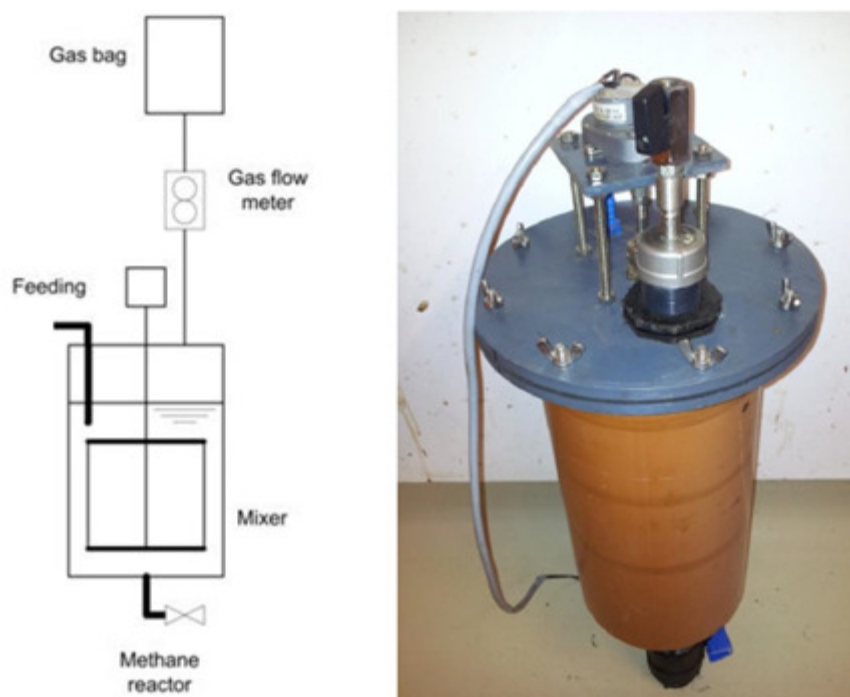 Gas bag
Gas flow
meter
Feeding
Mixer
Methane
reactor